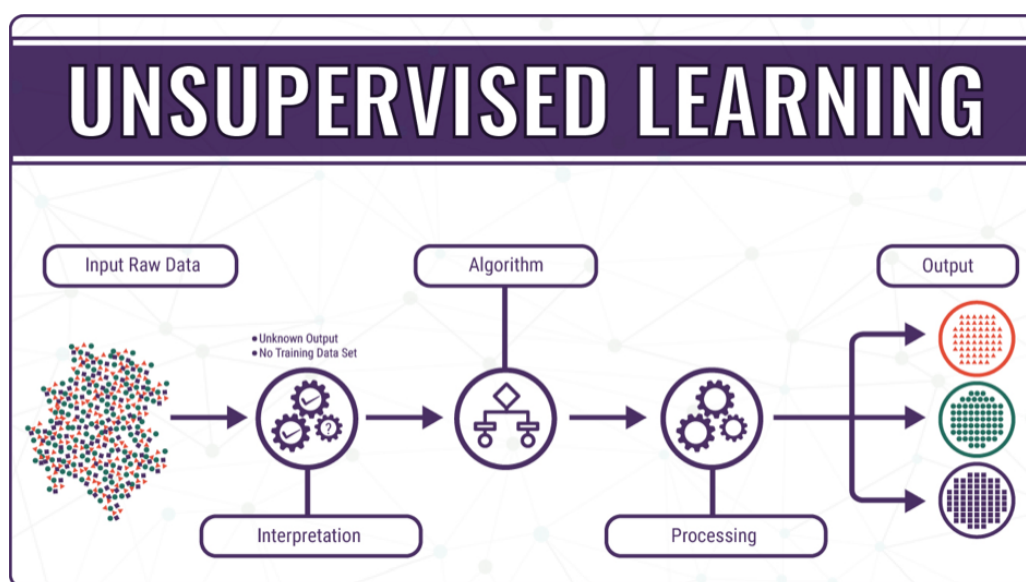 UNSUPERVISED LEARNING
Input Raw Data
Algorithm
Output
• Unknown Output
• No Training Data Set
?
Interpretation
Processing